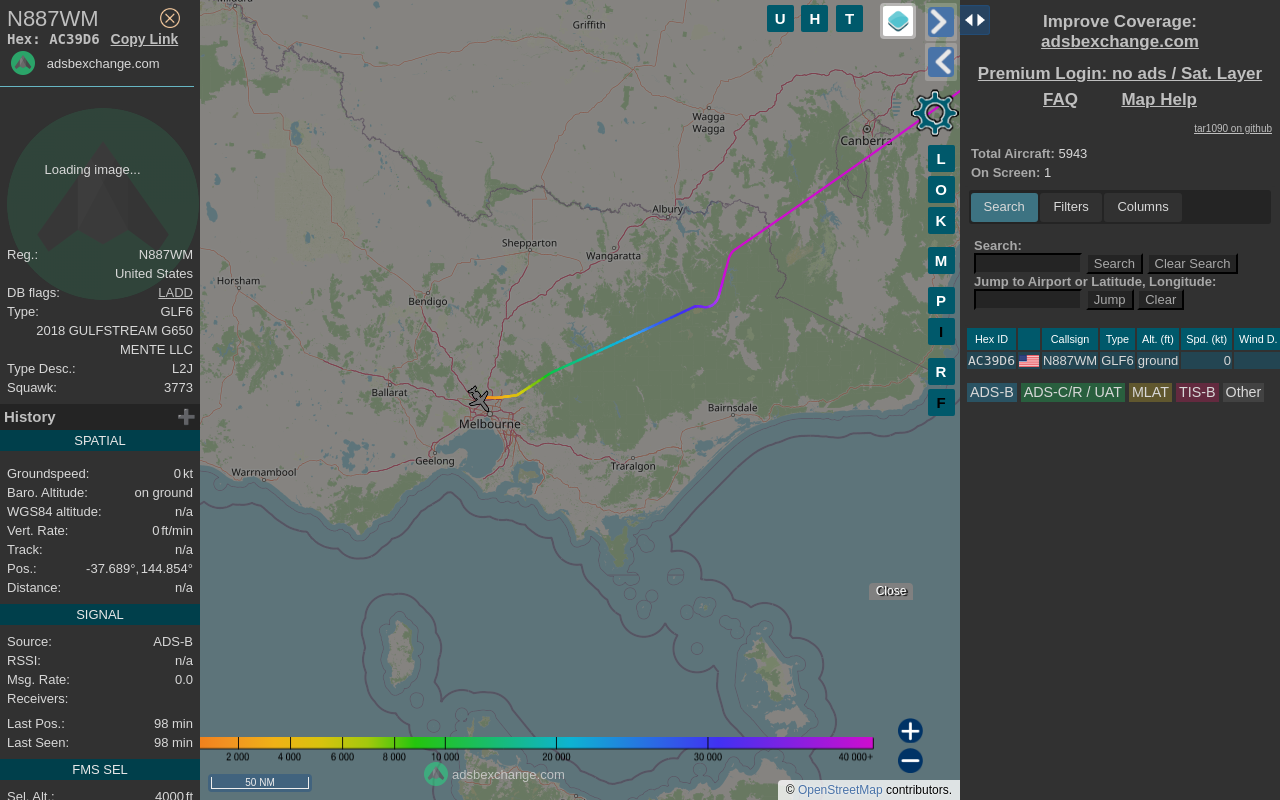 N887WM
Hex: AC39D6 Copy Link
adsbexchange.com
Loading image...
Reg.: N887WM
United States
DB flags: LADD
Type: GLF6
2018 GULFSTREAM G650
MENTE LLC
Type Desc.: L2J
Squawk: 3773
History
SPATIAL
Groundspeed: 0 kt
Baro. Altitude: on ground
WGS84 altitude: n/a
Vert. Rate: 0 ft/min
Track: n/a
Pos.: -37.689°, 144.854°
Distance: n/a
SIGNAL
Source: ADS-B
RSSI: n/a
Msg. Rate: 0.0
Receivers:
Last Pos.: 98 min
Last Seen: 98 min
FMS SEL
Sel. Alt.: 4000 ft
Griffith
Wagga
Wagga
Canberra
Albury
Shepparton
Wangaratta
Horsham
Bendigo
Ballarat
Melbourne
Bairnsdale
Geelong
Traralgon
Warrnambool
U H T
L
O
K
M
P
I
R
F
Close
2 000 4 000 6 000 8 000 10 000 20 000 30 000 40 000+
adsbexchange.com
50 NM
© OpenStreetMap contributors.
Improve Coverage:
adsbexchange.com
Premium Login: no ads / Sat. Layer
FAQ Map Help
tar1090 on github
Total Aircraft: 5943
On Screen: 1
Search Filters Columns
Search:
Search Clear Search
Jump to Airport or Latitude, Longitude:
Jump Clear
Hex ID Callsign Type Alt. (ft) Spd. (kt) Wind D.
AC39D6 N887WM GLF6 ground 0
ADS-B ADS-C/R / UAT MLAT TIS-B Other